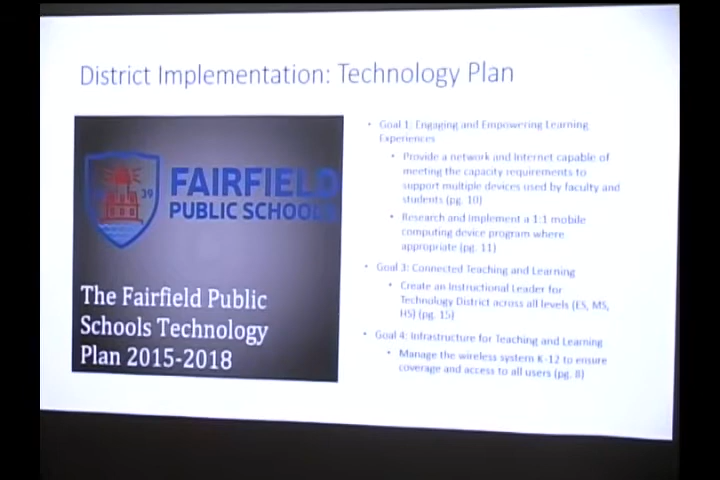 District Implementation: Technology Plan
39
FAIRFIELD
PUBLIC SCHOOLS
The Fairfield Public
Schools Technology
Plan 2015-2018
• Goal 1: Engaging and Empowering Learning
Experiences
• Provide a network and Internet capable of
meeting the capacity requirements to
support multiple devices used by faculty and
students (pg. 10)
• Research and Implement a 1:1 mobile
computing device program where
appropriate (pg. 11)
• Goal 3: Connected Teaching and Learning
• Create an Instructional Leader for
Technology District across all levels (ES, MS,
HS) (pg. 15)
• Goal 4: Infrastructure for Teaching and Learning
• Manage the wireless system K-12 to ensure
coverage and access to all users (pg. 8)